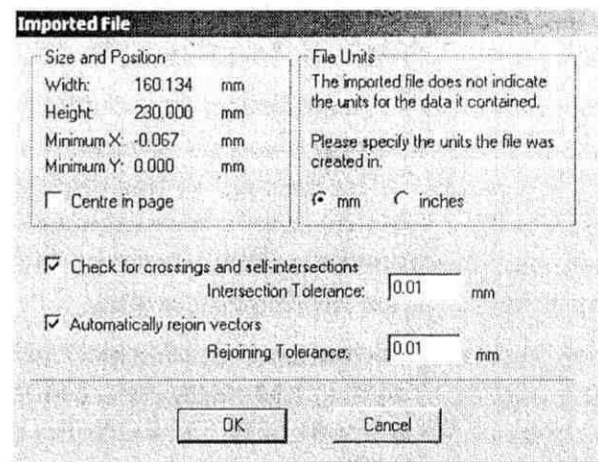 Imported File
Size and Position
Width: 160.134 mm
Height: 230.000 mm
Minimum X: -0.067 mm
Minimum Y: 0.000 mm
Centre in page
File Units
The imported file does not indicate
the units for the data it contained.
Please specify the units the file was
created in.
mm inches
Check for crossings and self-intersections
Intersection Tolerance: 0.01 mm
Automatically rejoin vectors
Rejoining Tolerance: 0.01 mm
OK Cancel